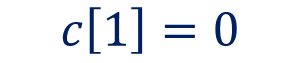 c[1] = 0